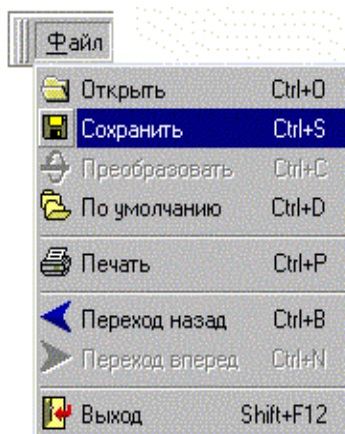 Файл
Открыть Ctrl+O
Сохранить Ctrl+S
Преобразовать Ctrl+C
По умолчанию Ctrl+D
Печать Ctrl+P
Переход назад Ctrl+B
Переход вперед Ctrl+N
Выход Shift+F12